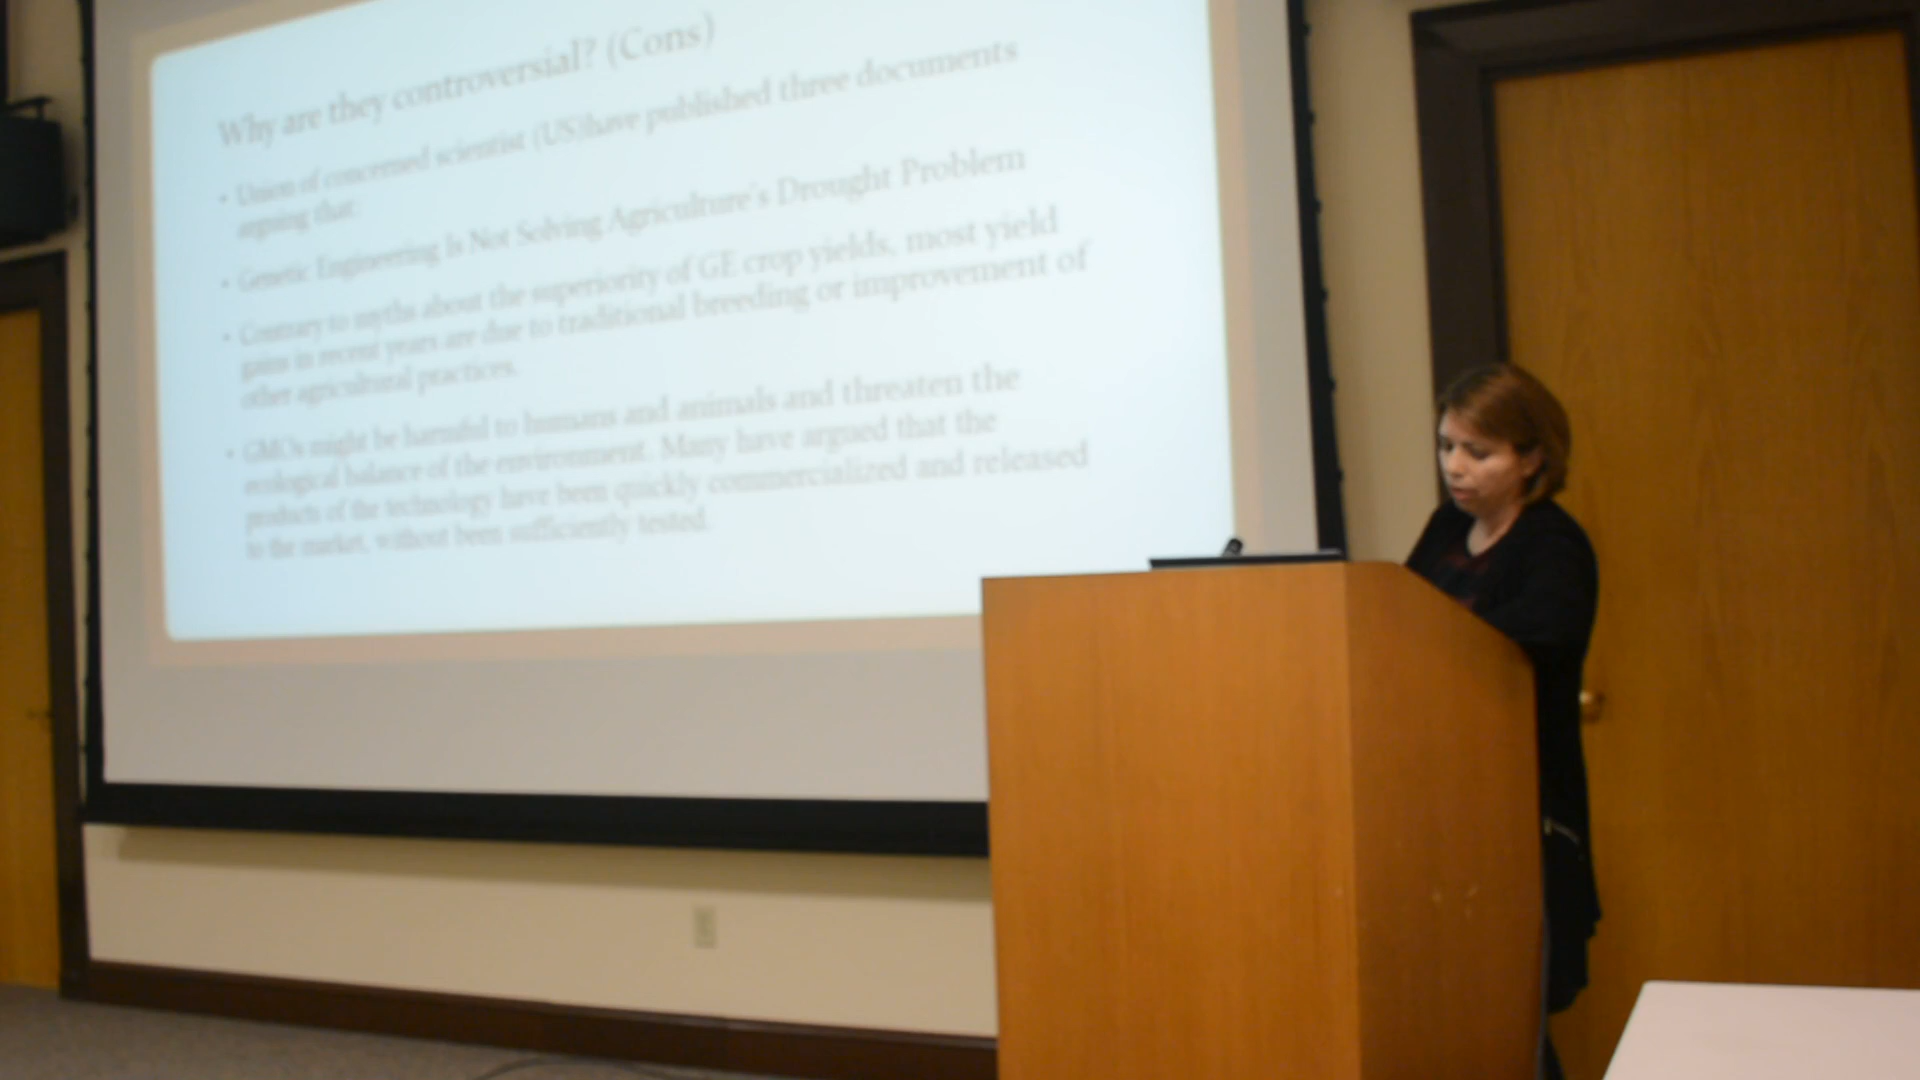 Why are they controversial? (Cons)
• Union of concerned scientist (US)have published three documents
arguing that:
• Genetic Engineering Is Not Solving Agriculture's Drought Problem
• Contrary to myths about the superiority of GE crop yields, most yield
gains in recent years are due to traditional breeding or improvement of
other agricultural practices.
• GMOs might be harmful to humans and animals and threaten the
ecological balance of the environment. Many have argued that the
products of the technology have been quickly commercialized and released
to the market, without been sufficiently tested.